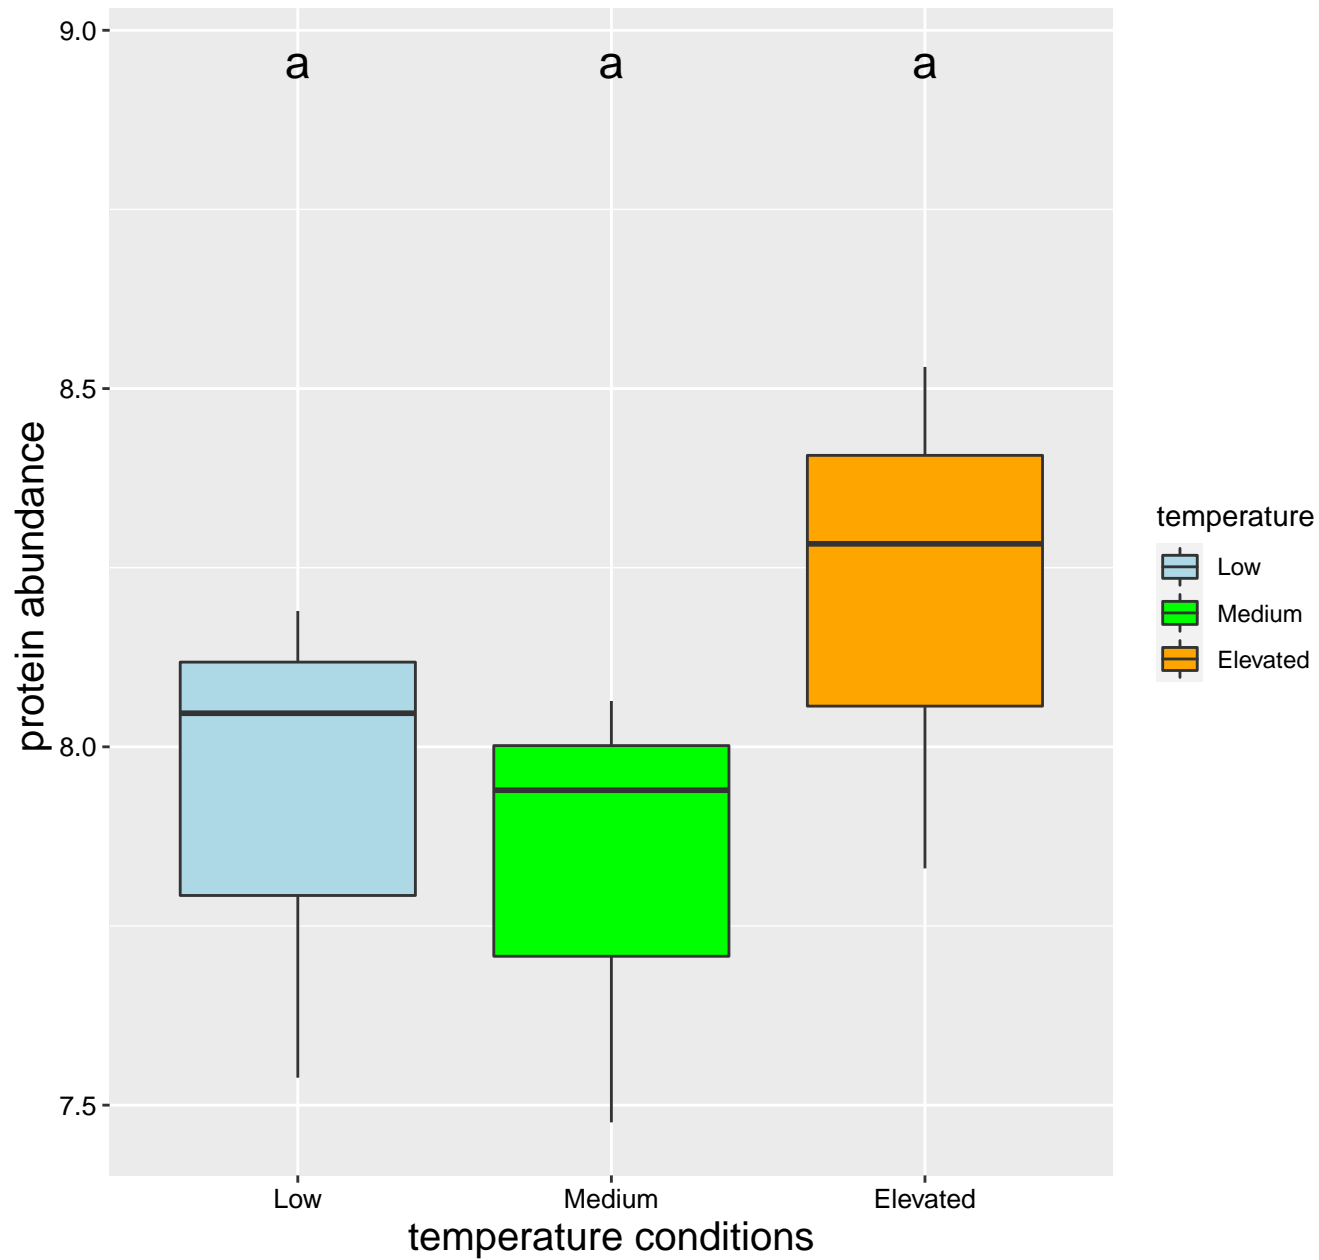 9.0
8.5
8.0
7.5
protein abundance
a a a
Low Medium Elevated
temperature conditions
temperature
Low
Medium
Elevated